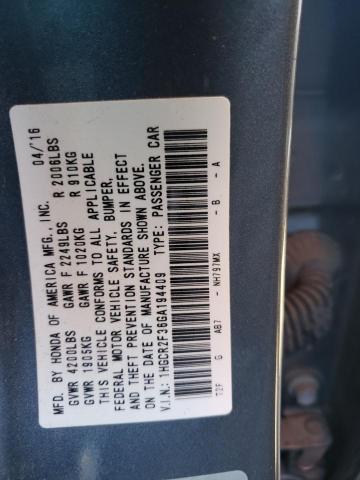 MFD. BY HONDA OF AMERICA MFG., INC. 04/16
GVWR 4200LBS GAWR F 2249LBS R 2006LBS
GVWR 1905KG GAWR F 1020KG R 910KG
THIS VEHICLE CONFORMS TO ALL APPLICABLE
FEDERAL MOTOR VEHICLE SAFETY, BUMPER,
AND THEFT PREVENTION STANDARDS IN EFFECT
ON THE DATE OF MANUFACTURE SHOWN ABOVE.
V.I.N.: 1HGCR2F36GA194409 TYPE: PASSENGER CAR
T2F G AB7 - NH797MX - B - A